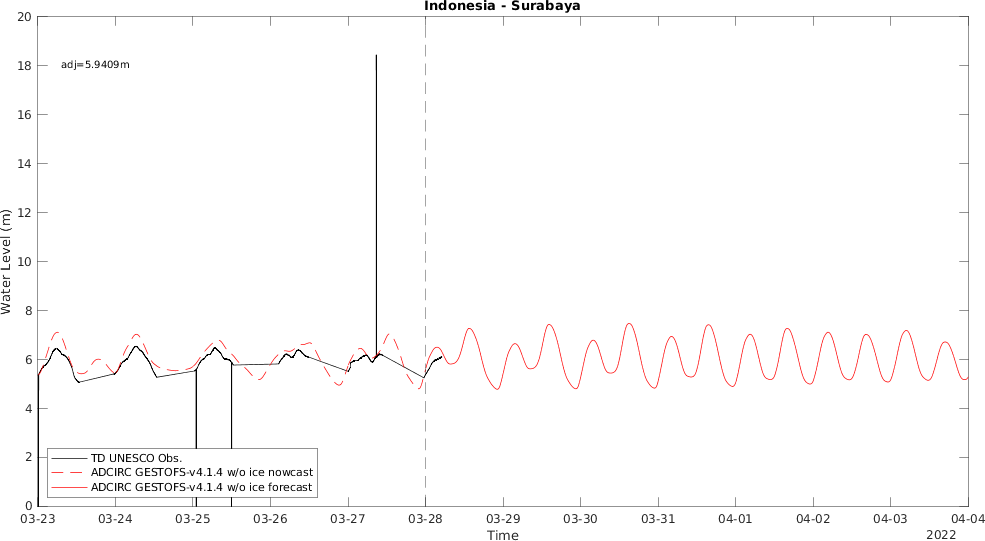 Indonesia - Surabaya
20
18
16
14
12
10
8
6
4
2
0
Water Level (m)
adj=5.9409m
TD UNESCO Obs.
ADCIRC GESTOFS-v4.1.4 w/o ice nowcast
ADCIRC GESTOFS-v4.1.4 w/o ice forecast
03-23 03-24 03-25 03-26 03-27 03-28 03-29 03-30 03-31 04-01 04-02 04-03 04-04
Time
2022